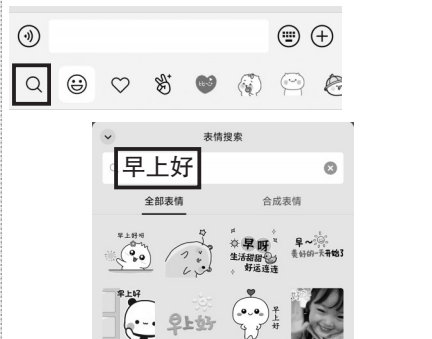 表情搜索
早上好
全部表情
合成表情
早上好呀
早呀
生活甜甜
好运连连
早~
美好的一天开始了
早上好
早上好
早上好